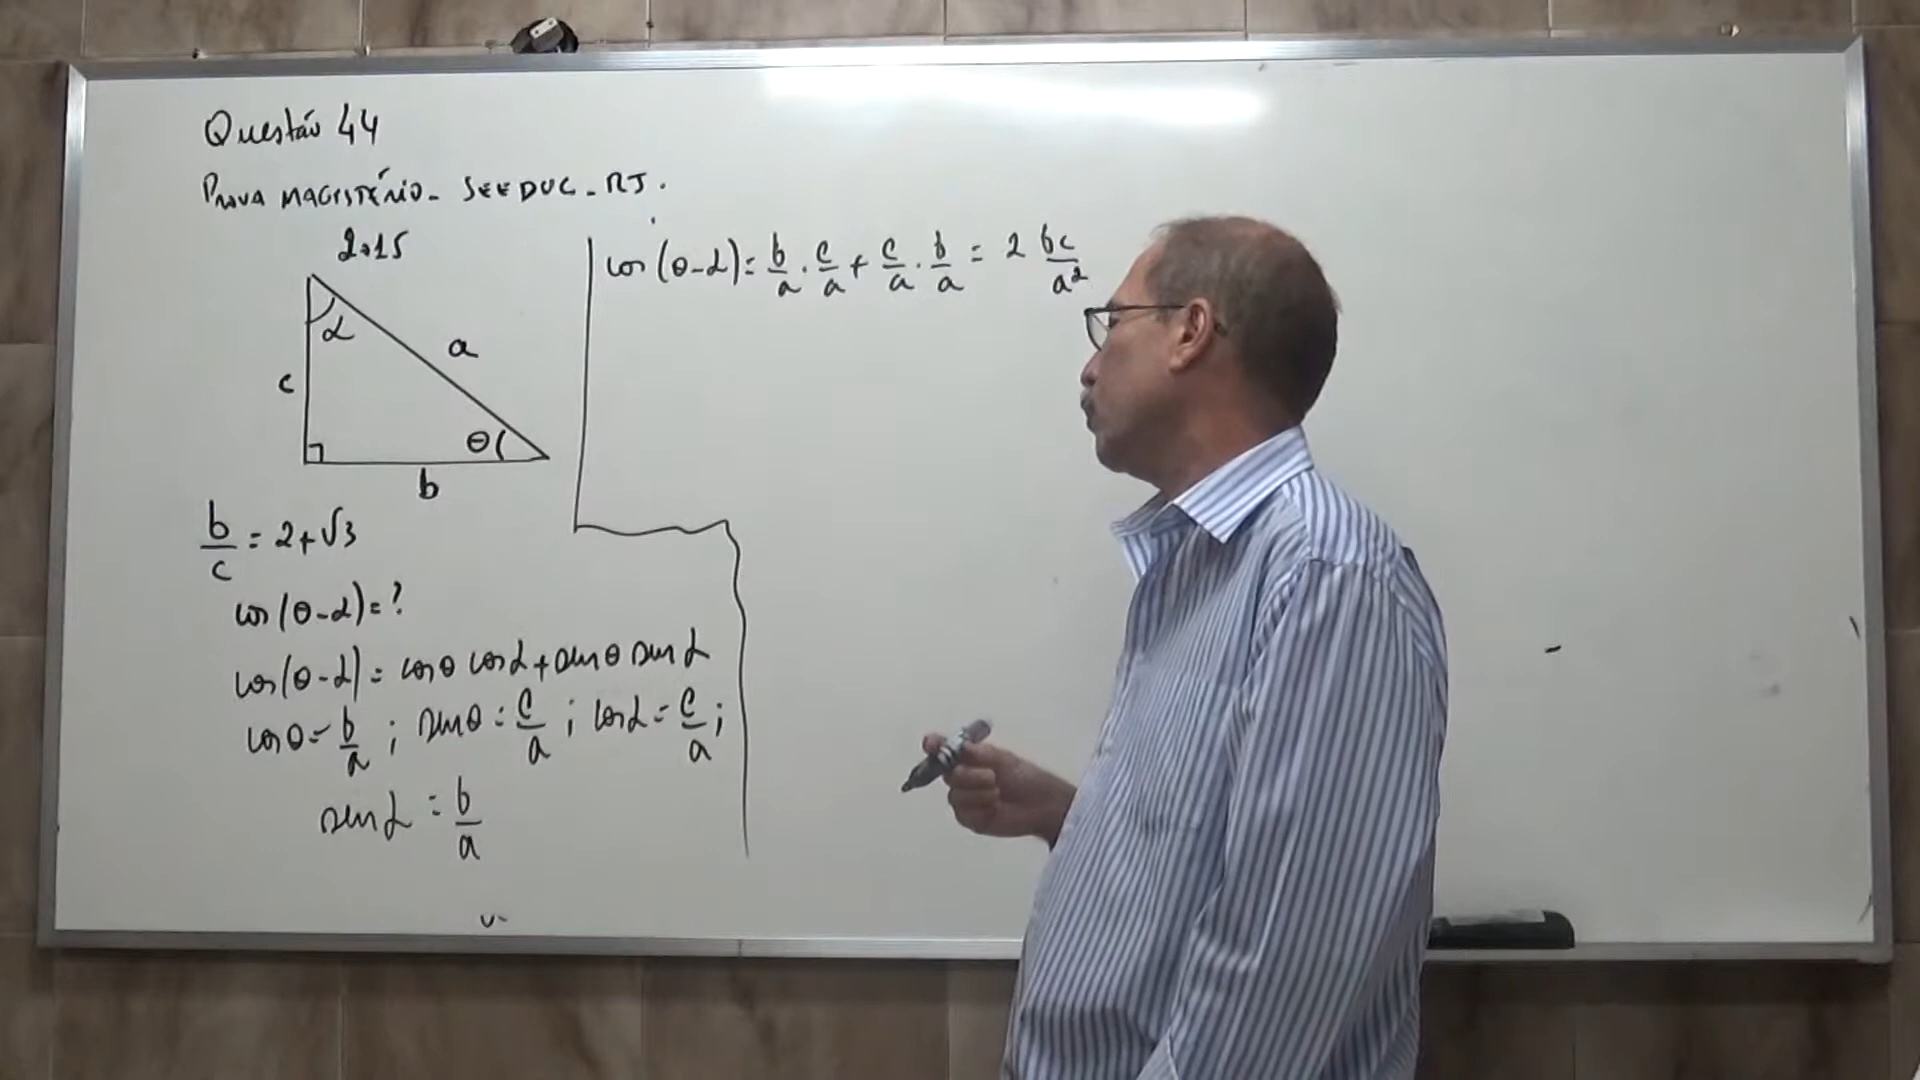 Questão 44
PROVA MAGISTÉRIO - SEEDUC - RJ.
2015
α
a
c
θ
b
b/c = 2+√3
cos(θ-α)=?
cos(θ-α) = cosθ cosα + senθ senα
cosθ = b/a ; senθ = c/a ; cosα = c/a ;
senα = b/a
cos(θ-α) = b/a . c/a + c/a . b/a = 2 bc/a²